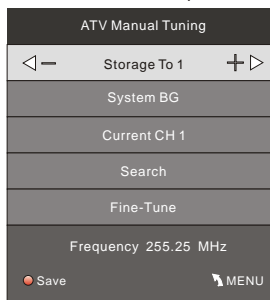 ATV Manual Tuning
Storage To 1
System BG
Current CH 1
Search
Fine-Tune
Frequency 255.25 MHz
Save MENU